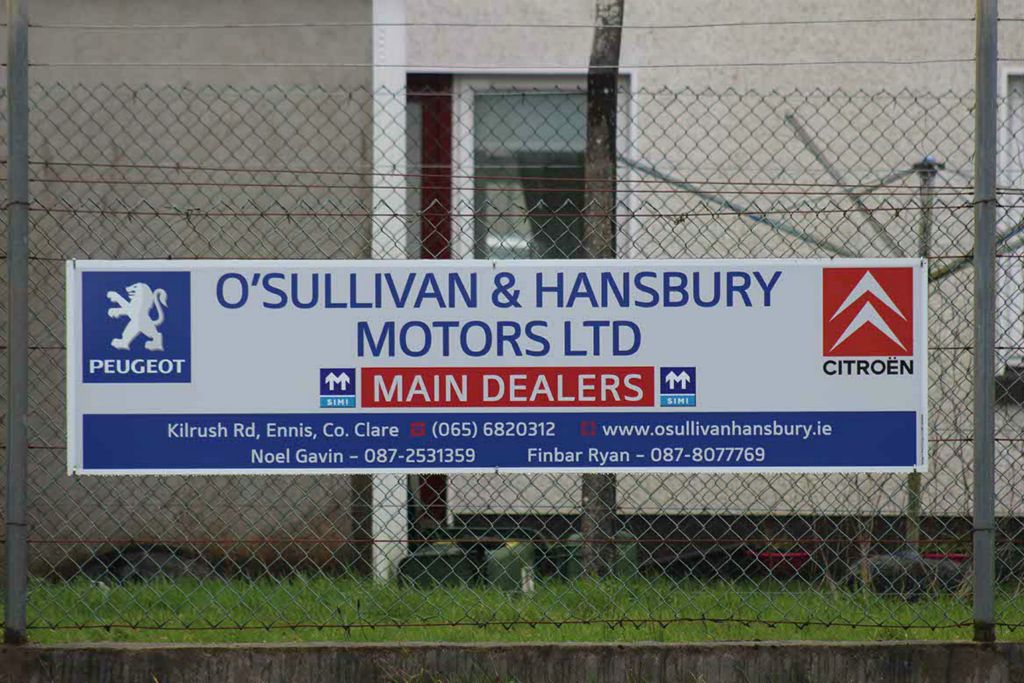 O'SULLIVAN & HANSBURY
MOTORS LTD
PEUGEOT
CITROËN
SIMI
MAIN DEALERS
SIMI
Kilrush Rd, Ennis, Co. Clare (065) 6820312 www.osullivanhansbury.ie
Noel Gavin – 087-2531359 Finbar Ryan – 087-8077769